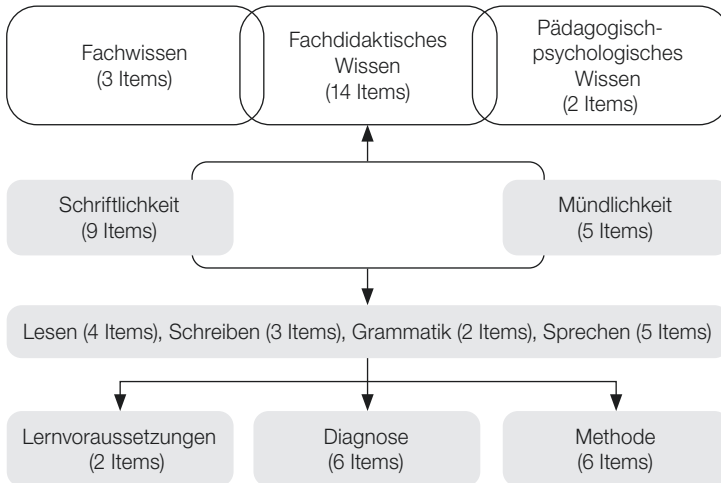 Fachwissen
(3 Items)
Fachdidaktisches
Wissen
(14 Items)
Pädagogisch-
psychologisches
Wissen
(2 Items)
Schriftlichkeit
(9 Items)
Mündlichkeit
(5 Items)
Lesen (4 Items), Schreiben (3 Items), Grammatik (2 Items), Sprechen (5 Items)
Lernvoraussetzungen
(2 Items)
Diagnose
(6 Items)
Methode
(6 Items)